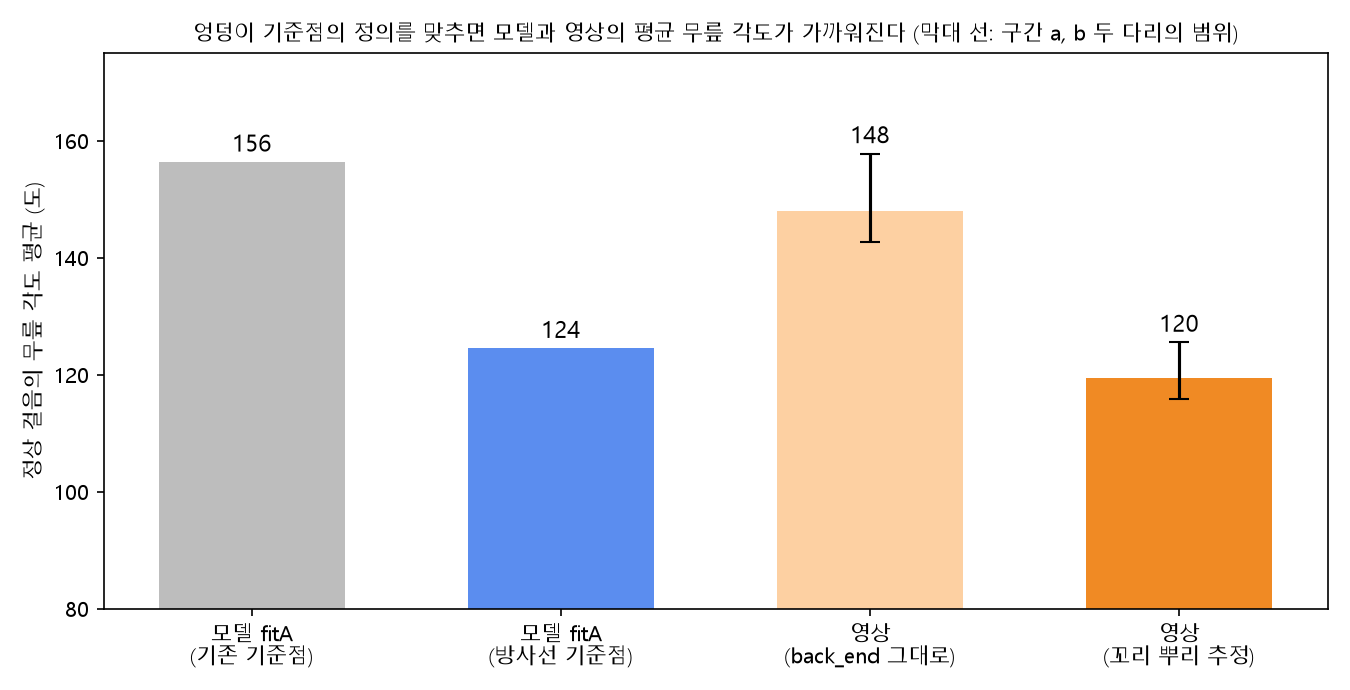 엉덩이 기준점의 정의를 맞추면 모델과 영상의 평균 무릎 각도가 가까워진다 (막대 선: 구간 a, b 두 다리의 범위)
정상 걸음의 무릎 각도 평균 (도)
160
140
120
100
80
156
124
148
120
모델 fitA
(기존 기준점)
모델 fitA
(방사선 기준점)
영상
(back_end 그대로)
영상
(꼬리 뿌리 추정)